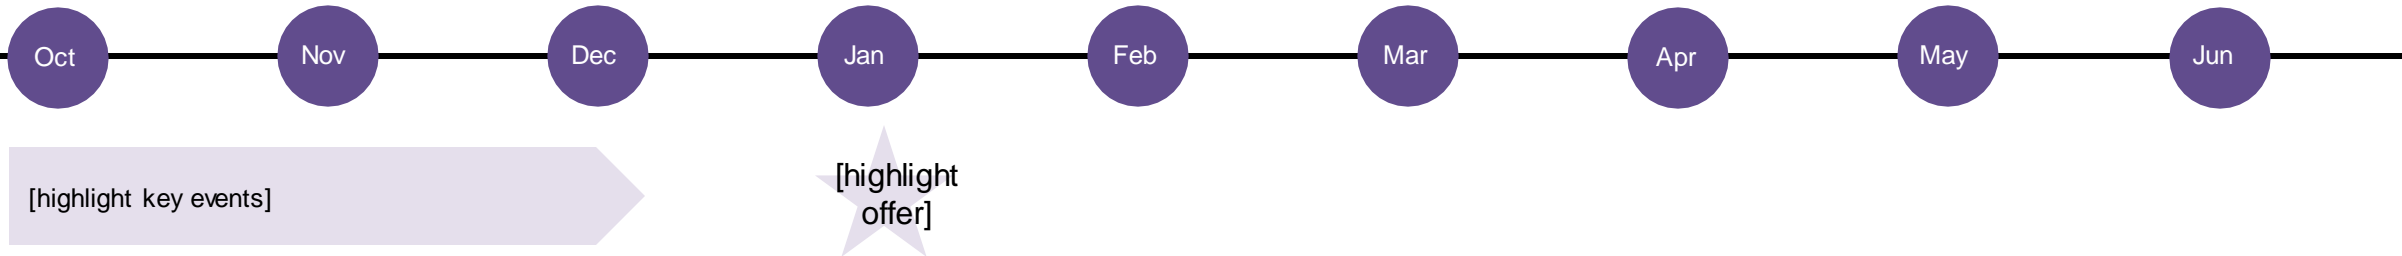 Oct
Nov
Dec
Jan
Feb
Mar
Apr
May
Jun
[highlight key events]
[highlight
offer]